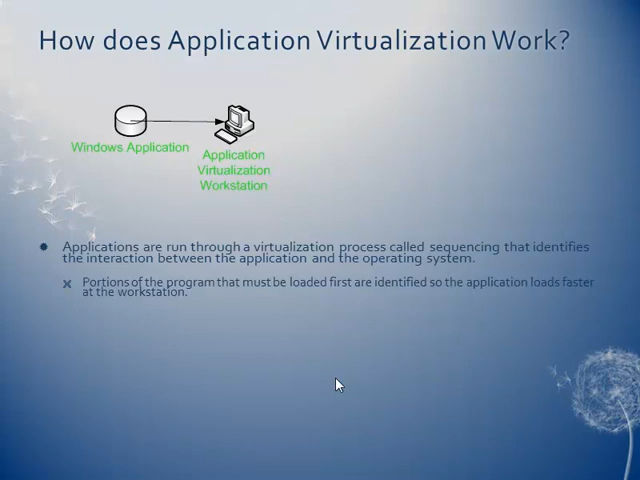 How does Application Virtualization Work?
Windows Application
Application
Virtualization
Workstation
Applications are run through a virtualization process called sequencing that identifies
the interaction between the application and the operating system.
Portions of the program that must be loaded first are identified so the application loads faster
at the workstation.